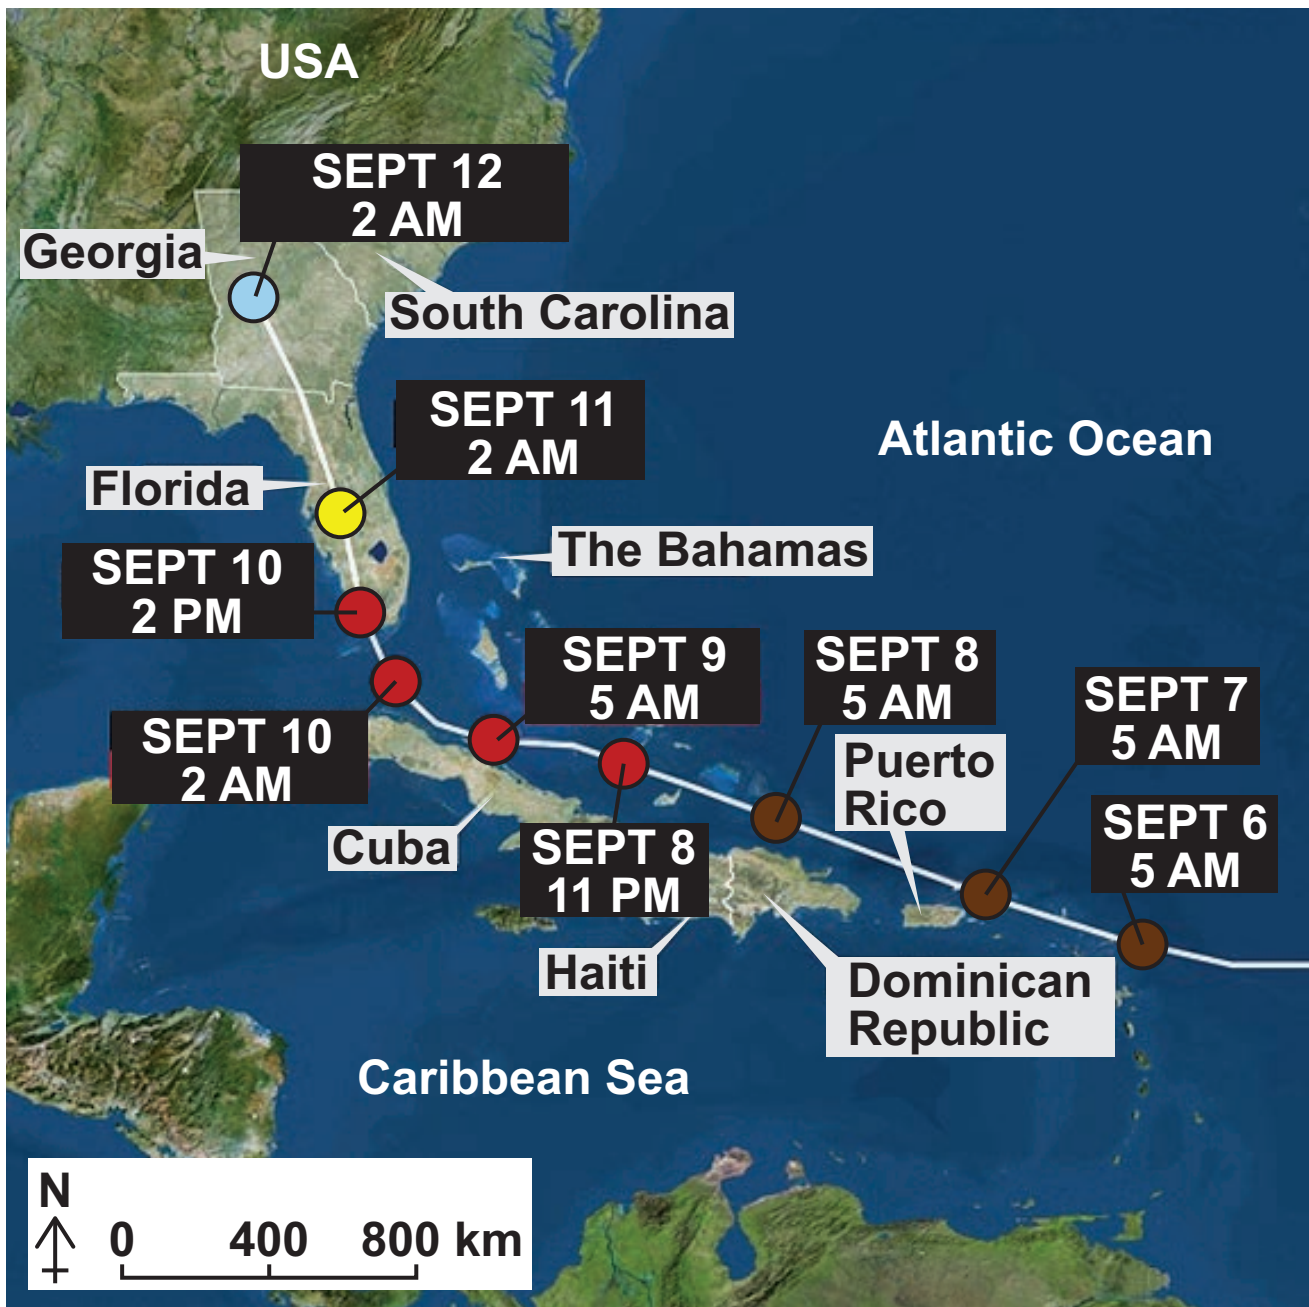 USA
SEPT 12
2 AM
Georgia
South Carolina
SEPT 11
2 AM
Atlantic Ocean
Florida
The Bahamas
SEPT 10
2 PM
SEPT 9
5 AM
SEPT 8
5 AM
SEPT 7
5 AM
SEPT 10
2 AM
Puerto
Rico
SEPT 6
5 AM
Cuba
SEPT 8
11 PM
Haiti
Dominican
Republic
Caribbean Sea
N
0 400 800 km